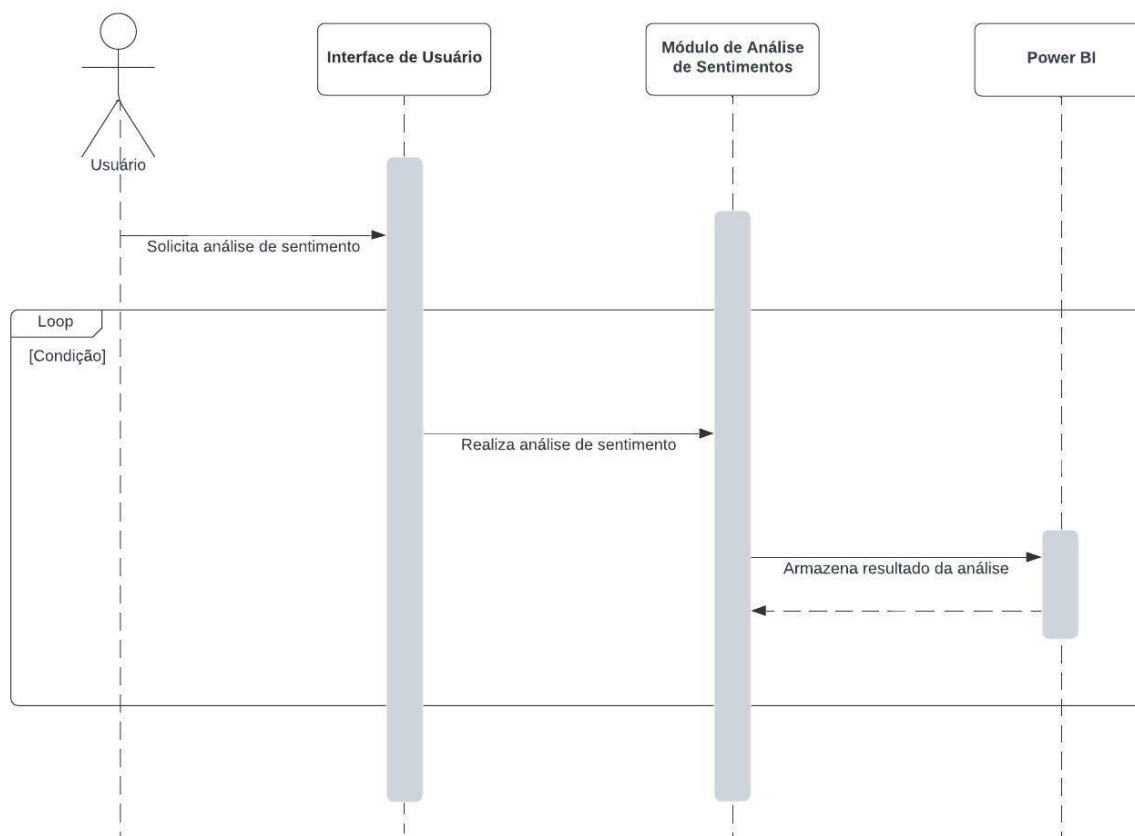 Interface de Usuário
Módulo de Análise
de Sentimentos
Power BI
Usuário
Solicita análise de sentimento
Loop
[Condição]
Realiza análise de sentimento
Armazena resultado da análise